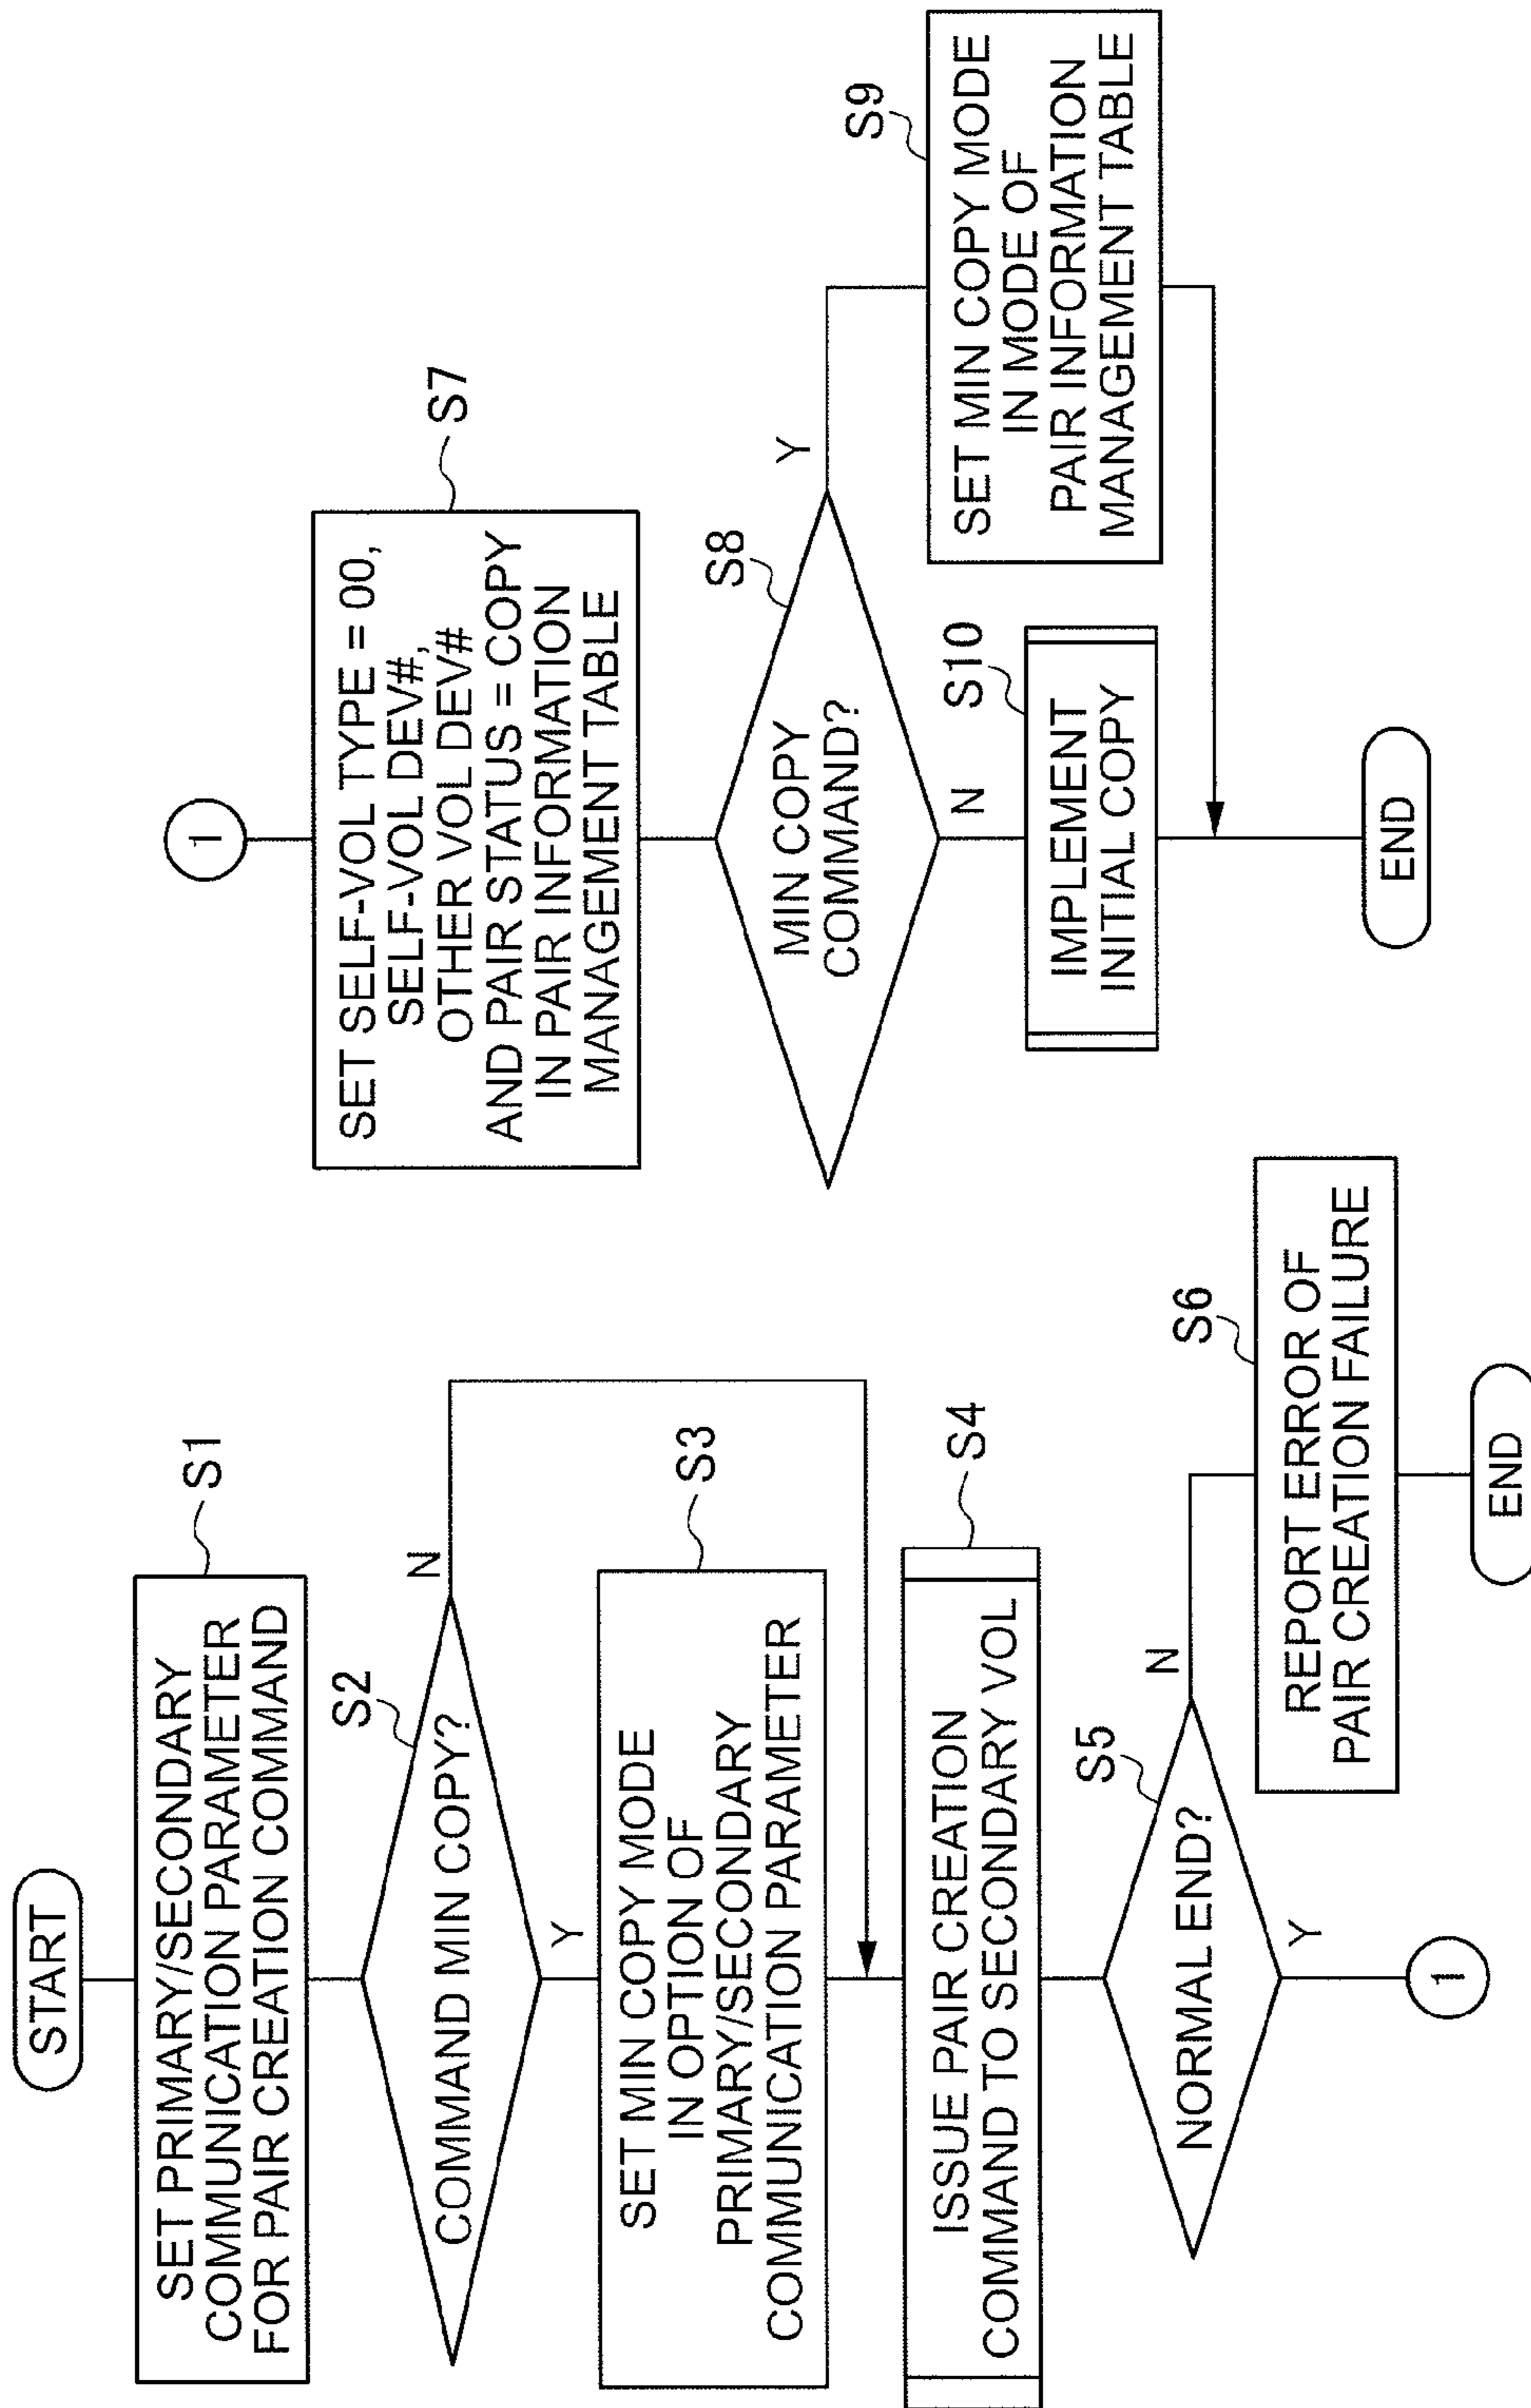 START
SET PRIMARY/SECONDARY
COMMUNICATION PARAMETER
FOR PAIR CREATION COMMAND
S1
COMMAND MIN COPY?
S2
N
Y
SET MIN COPY MODE
IN OPTION OF
PRIMARY/SECONDARY
COMMUNICATION PARAMETER
S3
ISSUE PAIR CREATION
COMMAND TO SECONDARY VOL
S4
NORMAL END?
S5
N
Y
REPORT ERROR OF
PAIR CREATION FAILURE
S6
END
1
1
SET SELF-VOL TYPE = 00,
SELF-VOL DEV#,
OTHER VOL DEV#
AND PAIR STATUS = COPY
IN PAIR INFORMATION
MANAGEMENT TABLE
S7
MIN COPY
COMMAND?
S8
Y
N
SET MIN COPY MODE
IN MODE OF
PAIR INFORMATION
MANAGEMENT TABLE
S9
IMPLEMENT
INITIAL COPY
S10
END